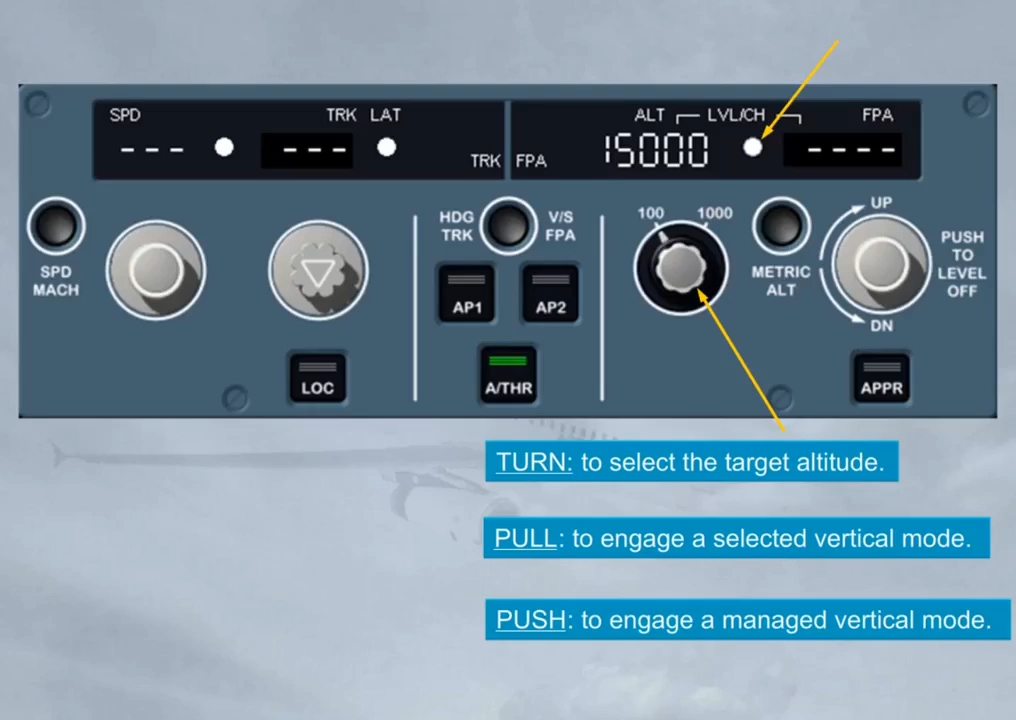 SPD TRK LAT ALT LVL/CH FPA
--- --- 15000 ----
TRK FPA
HDG V/S
TRK FPA
100 1000
UP
SPD
MACH
METRIC
ALT
PUSH
TO
LEVEL
OFF
AP1 AP2
DN
LOC A/THR APPR
TURN: to select the target altitude.
PULL: to engage a selected vertical mode.
PUSH: to engage a managed vertical mode.